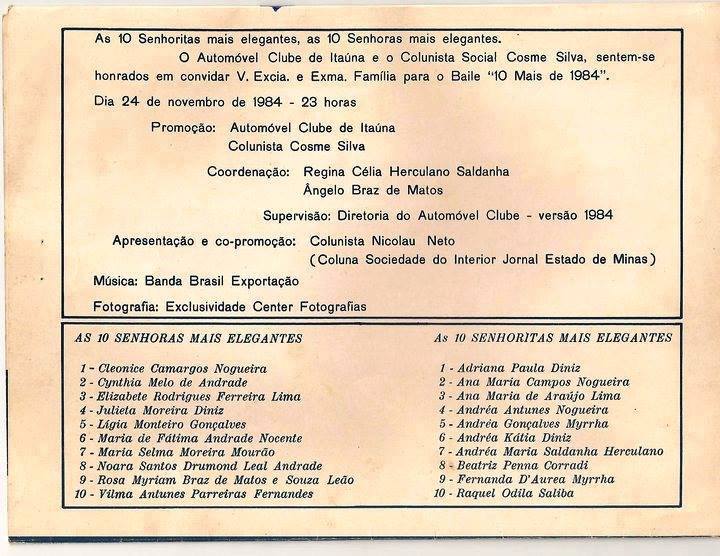 As 10 Senhoritas mais elegantes, as 10 Senhoras mais elegantes.
O Automóvel Clube de Itaúna e o Colunista Social Cosme Silva, sentem-se
honrados em convidar V. Excia. e Exma. Família para o Baile "10 Mais de 1984".
Dia 24 de novembro de 1984 - 23 horas
Promoção: Automóvel Clube de Itaúna
Colunista Cosme Silva
Coordenação: Regina Célia Herculano Saldanha
Ângelo Braz de Matos
Supervisão: Diretoria do Automóvel Clube - versão 1984
Apresentação e co-promoção: Colunista Nicolau Neto
(Coluna Sociedade do Interior Jornal Estado de Minas)
Música: Banda Brasil Exportação
Fotografia: Exclusividade Center Fotografias
AS 10 SENHORAS MAIS ELEGANTES
1 - Cleonice Camargos Nogueira
2 - Cynthia Melo de Andrade
3 - Elizabete Rodrigues Ferreira Lima
4 - Julieta Moreira Diniz
5 - Lígia Monteiro Gonçalves
6 - Maria de Fátima Andrade Nocente
7 - Maria Selma Moreira Mourão
8 - Noara Santos Drumond Leal Andrade
9 - Rosa Myriam Braz de Matos e Souza Leão
10 - Vilma Antunes Parreiras Fernandes
As 10 SENHORITAS MAIS ELEGANTES
1 - Adriana Paula Diniz
2 - Ana Maria Campos Nogueira
3 - Ana Maria de Araújo Lima
4 - Andréa Antunes Nogueira
5 - Andréa Gonçalves Myrrha
6 - Andréa Kátia Diniz
7 - Andréa Maria Saldanha Herculano
8 - Beatriz Penna Corradi
9 - Fernanda D'Aurea Myrrha
10 - Raquel Odila Saliba